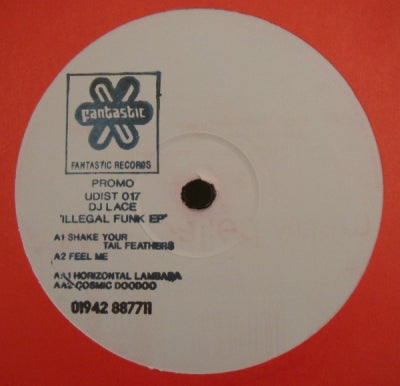 fantastic
FANTASTIC RECORDS
PROMO
UDIST 017
DJ LACE
'ILLEGAL FUNK EP'
A1 SHAKE YOUR
TAIL FEATHERS
A2 FEEL ME
AA1 HORIZONTAL LAMBADA
AA2 COSMIC DOODOO
01942 887711